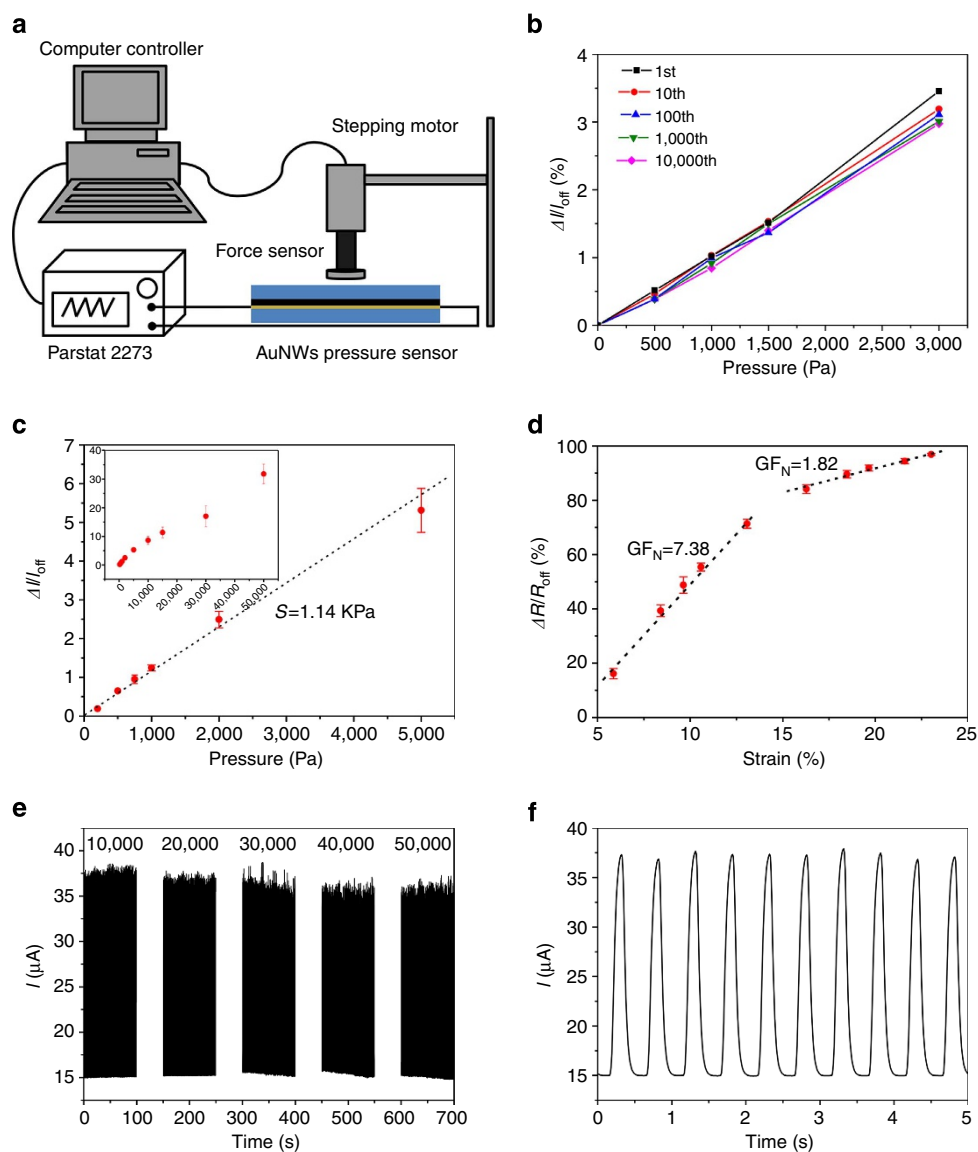 a
Computer controller
Stepping motor
Force sensor
Parstat 2273
AuNWs pressure sensor
b
4
3
2
1
0
ΔI/Ioff (%)
1st
10th
100th
1,000th
10,000th
0 500 1,000 1,500 2,000 2,500 3,000
Pressure (Pa)
c
7
6
5
4
3
2
1
0
ΔI/Ioff
40
30
20
10
0
0 10,000 20,000 30,000 40,000 50,000
S=1.14 KPa
0 1,000 2,000 3,000 4,000 5,000
Pressure (Pa)
d
100
80
60
40
20
0
ΔR/Roff (%)
GFN=1.82
GFN=7.38
5 10 15 20 25
Strain (%)
e
10,000 20,000 30,000 40,000 50,000
40
35
30
25
20
15
I (μA)
0 100 200 300 400 500 600 700
Time (s)
f
40
35
30
25
20
15
I (μA)
0 1 2 3 4 5
Time (s)